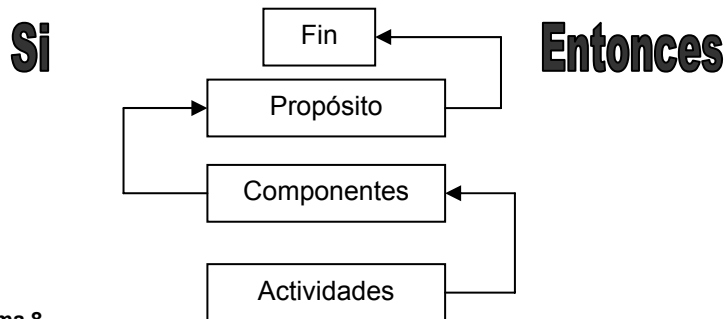 Si
Fin
Entonces
Propósito
Componentes
Actividades